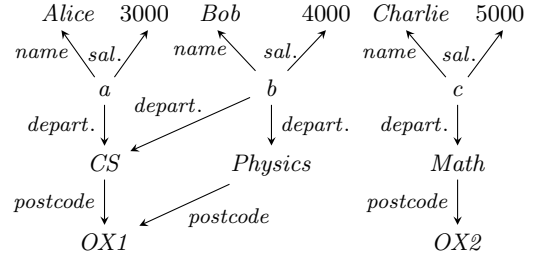 Alice 3000 Bob 4000 Charlie 5000
name sal. name sal. name sal.
a b c
depart. depart. depart. depart.
CS Physics Math
postcode postcode postcode
OX1 OX2